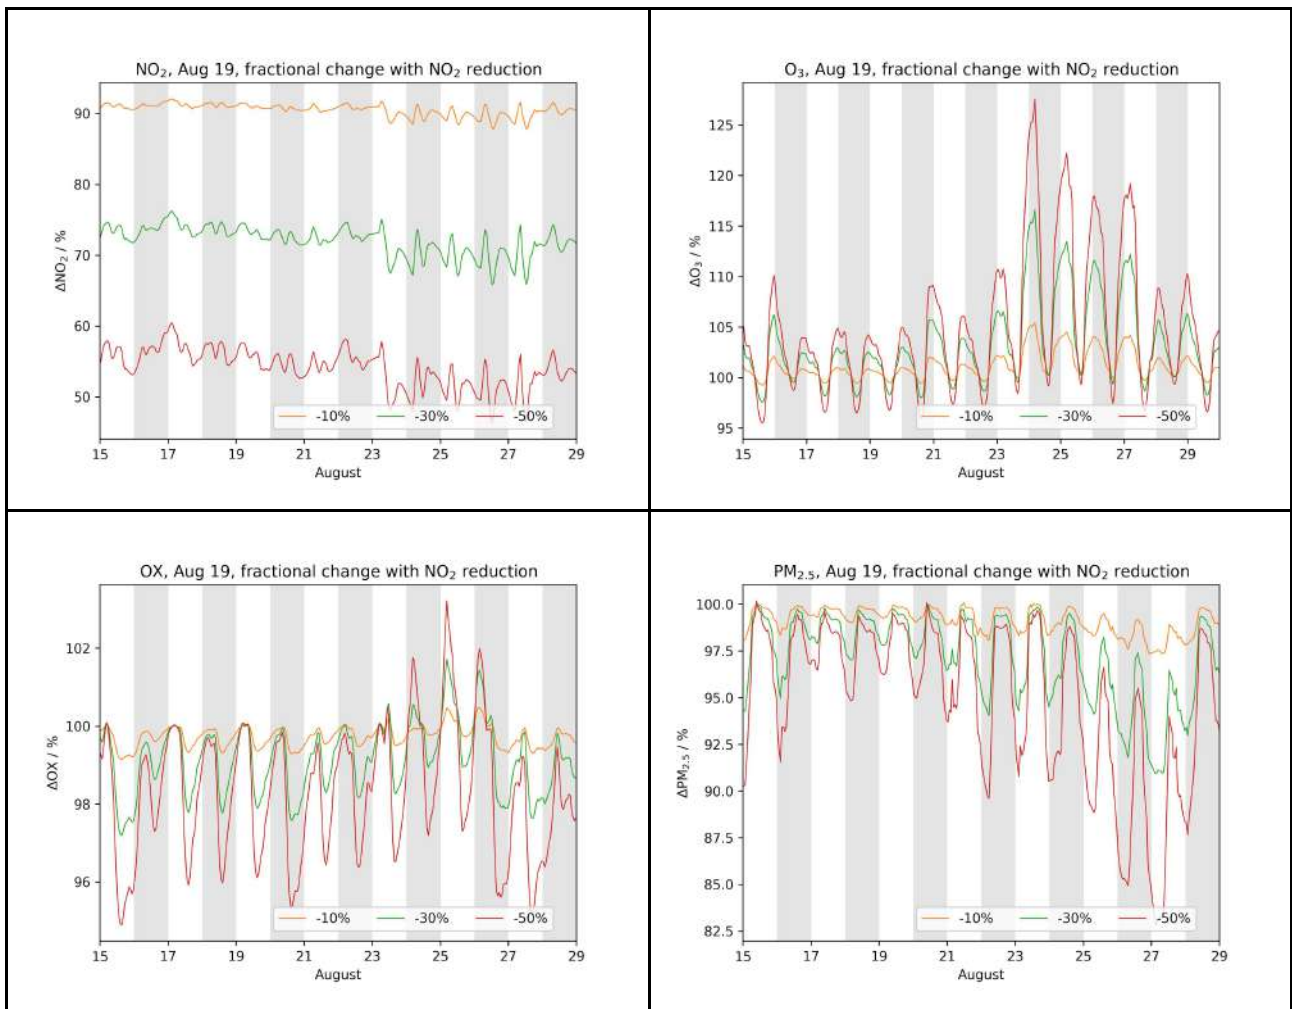 NO₂, Aug 19, fractional change with NO₂ reduction
ΔNO₂ / %
90
80
70
60
50
-10% -30% -50%
15 17 19 21 23 25 27 29
August
O₃, Aug 19, fractional change with NO₂ reduction
ΔO₃ / %
125
120
115
110
105
100
95
-10% -30% -50%
15 17 19 21 23 25 27 29
August
OX, Aug 19, fractional change with NO₂ reduction
ΔOX / %
102
100
98
96
-10% -30% -50%
15 17 19 21 23 25 27 29
August
PM₂.₅, Aug 19, fractional change with NO₂ reduction
ΔPM₂.₅ / %
100.0
97.5
95.0
92.5
90.0
87.5
85.0
82.5
-10% -30% -50%
15 17 19 21 23 25 27 29
August